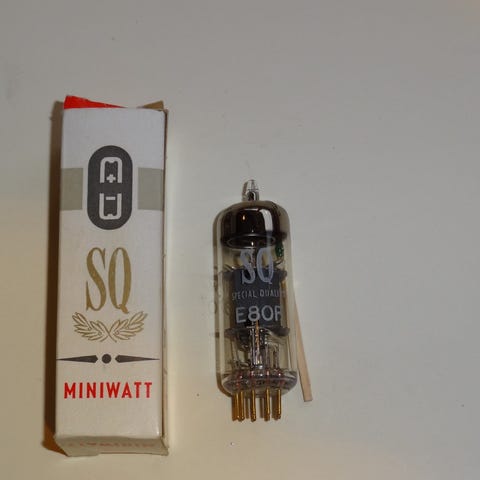 SQ
MINIWATT
SQ
SPECIAL QUALITY
E80F